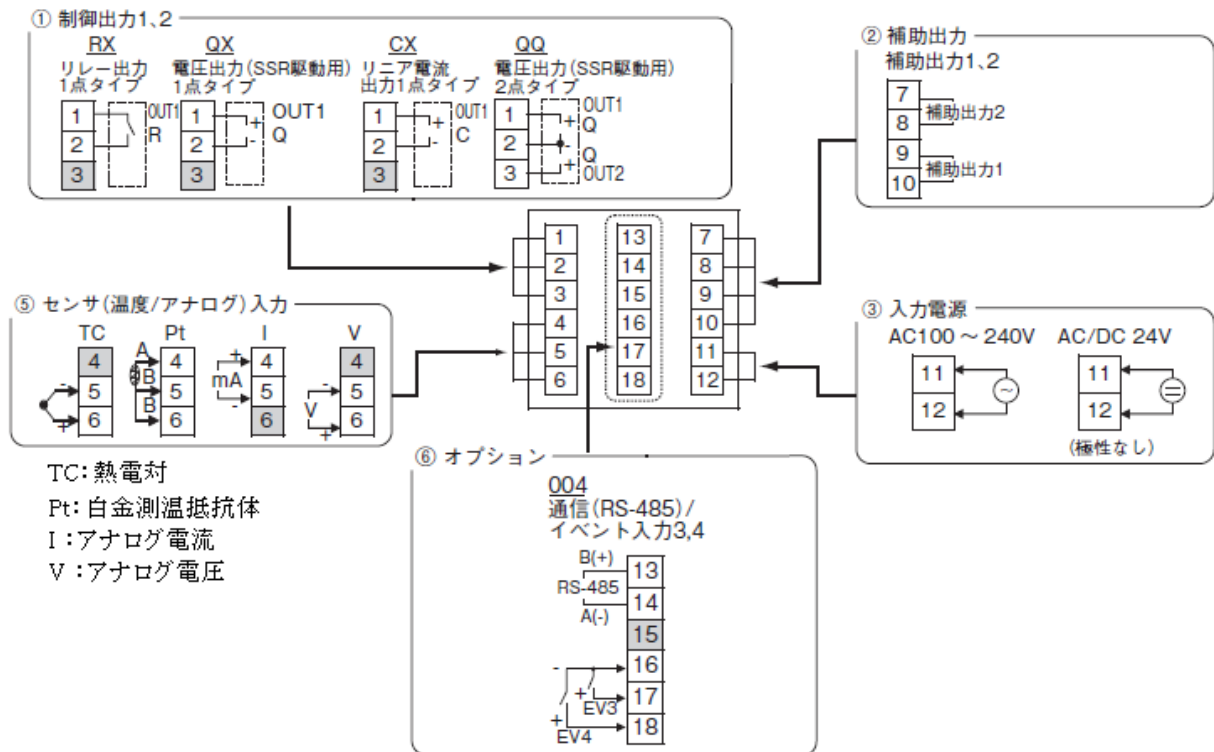 ① 制御出力1、2
RX
リレー出力
1点タイプ
1
2
3
OUT1
R
QX
電圧出力(SSR駆動用)
1点タイプ
1
2
3
+
-
OUT1
Q
CX
リニア電流
出力1点タイプ
1
2
3
+
-
OUT1
C
QQ
電圧出力(SSR駆動用)
2点タイプ
1
2
3
+
-
+
OUT1
Q
Q
OUT2
② 補助出力
補助出力1、2
7
8
9
10
補助出力2
補助出力1
1
2
3
4
5
6
13
14
15
16
17
18
7
8
9
10
11
12
③ 入力電源
AC100 ~ 240V
11
12
~
AC/DC 24V
11
12
=
(極性なし)
⑤ センサ(温度/アナログ)入力
TC
4
5
6
-
+
Pt
A
B
B
4
5
6
I
+
mA
-
4
5
6
V
-
V
+
4
5
6
TC:熱電対
Pt:白金測温抵抗体
I:アナログ電流
V:アナログ電圧
⑥ オプション
004
通信(RS-485)/
イベント入力3,4
B(+)
RS-485
A(-)
13
14
15
16
17
18
-
+
EV3
+
EV4